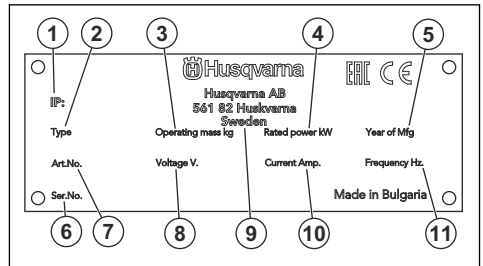 1 2 3 4 5
Husqvarna EAC CE
Husqvarna AB
IP: 561 82 Huskvarna
Sweden
Type Operating mass kg Rated power kW Year of Mfg
Art.No. Voltage V. Current Amp. Frequency Hz.
Ser.No. Made in Bulgaria
6 7 8 9 10 11